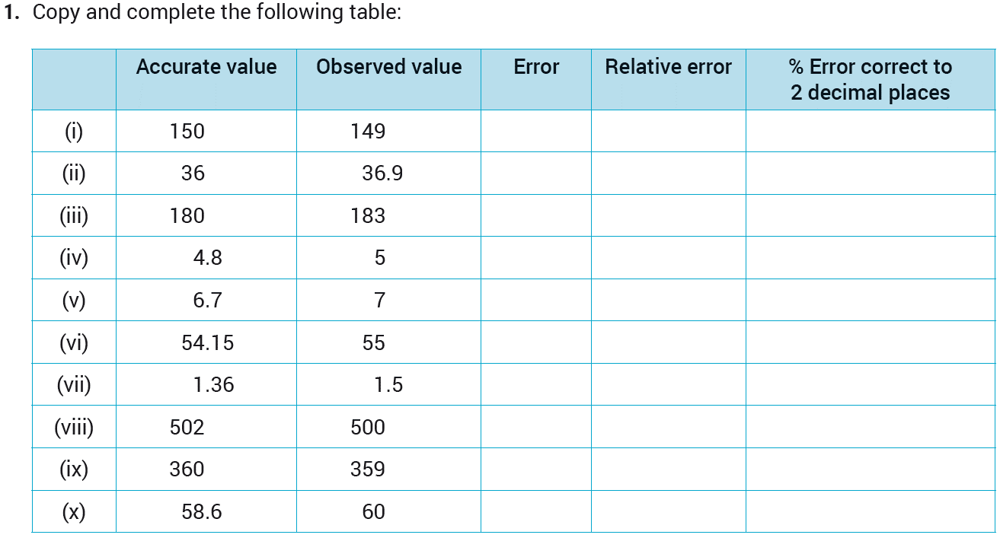 1. Copy and complete the following table:
Accurate value Observed value Error Relative error % Error correct to
2 decimal places
(i) 150 149
(ii) 36 36.9
(iii) 180 183
(iv) 4.8 5
(v) 6.7 7
(vi) 54.15 55
(vii) 1.36 1.5
(viii) 502 500
(ix) 360 359
(x) 58.6 60